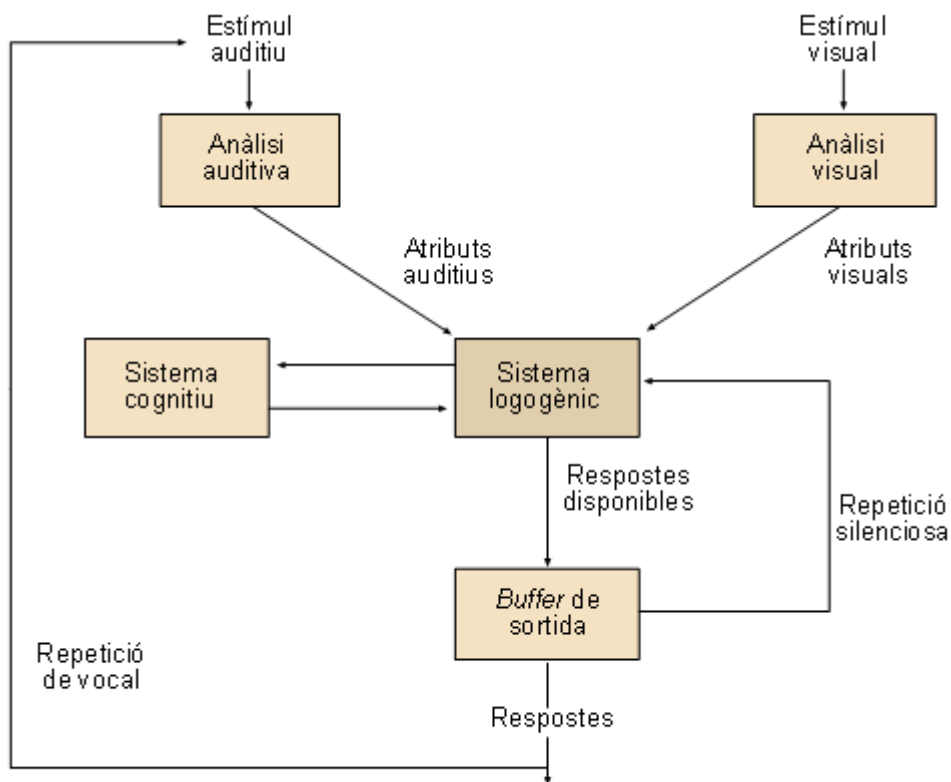 Estímul
auditiu
Estímul
visual
Anàlisi
auditiva
Anàlisi
visual
Atributs
auditius
Atributs
visuals
Sistema
cognitiu
Sistema
logogènic
Respostes
disponibles
Repetició
silenciosa
Buffer de
sortida
Repetició
de vocal
Respostes